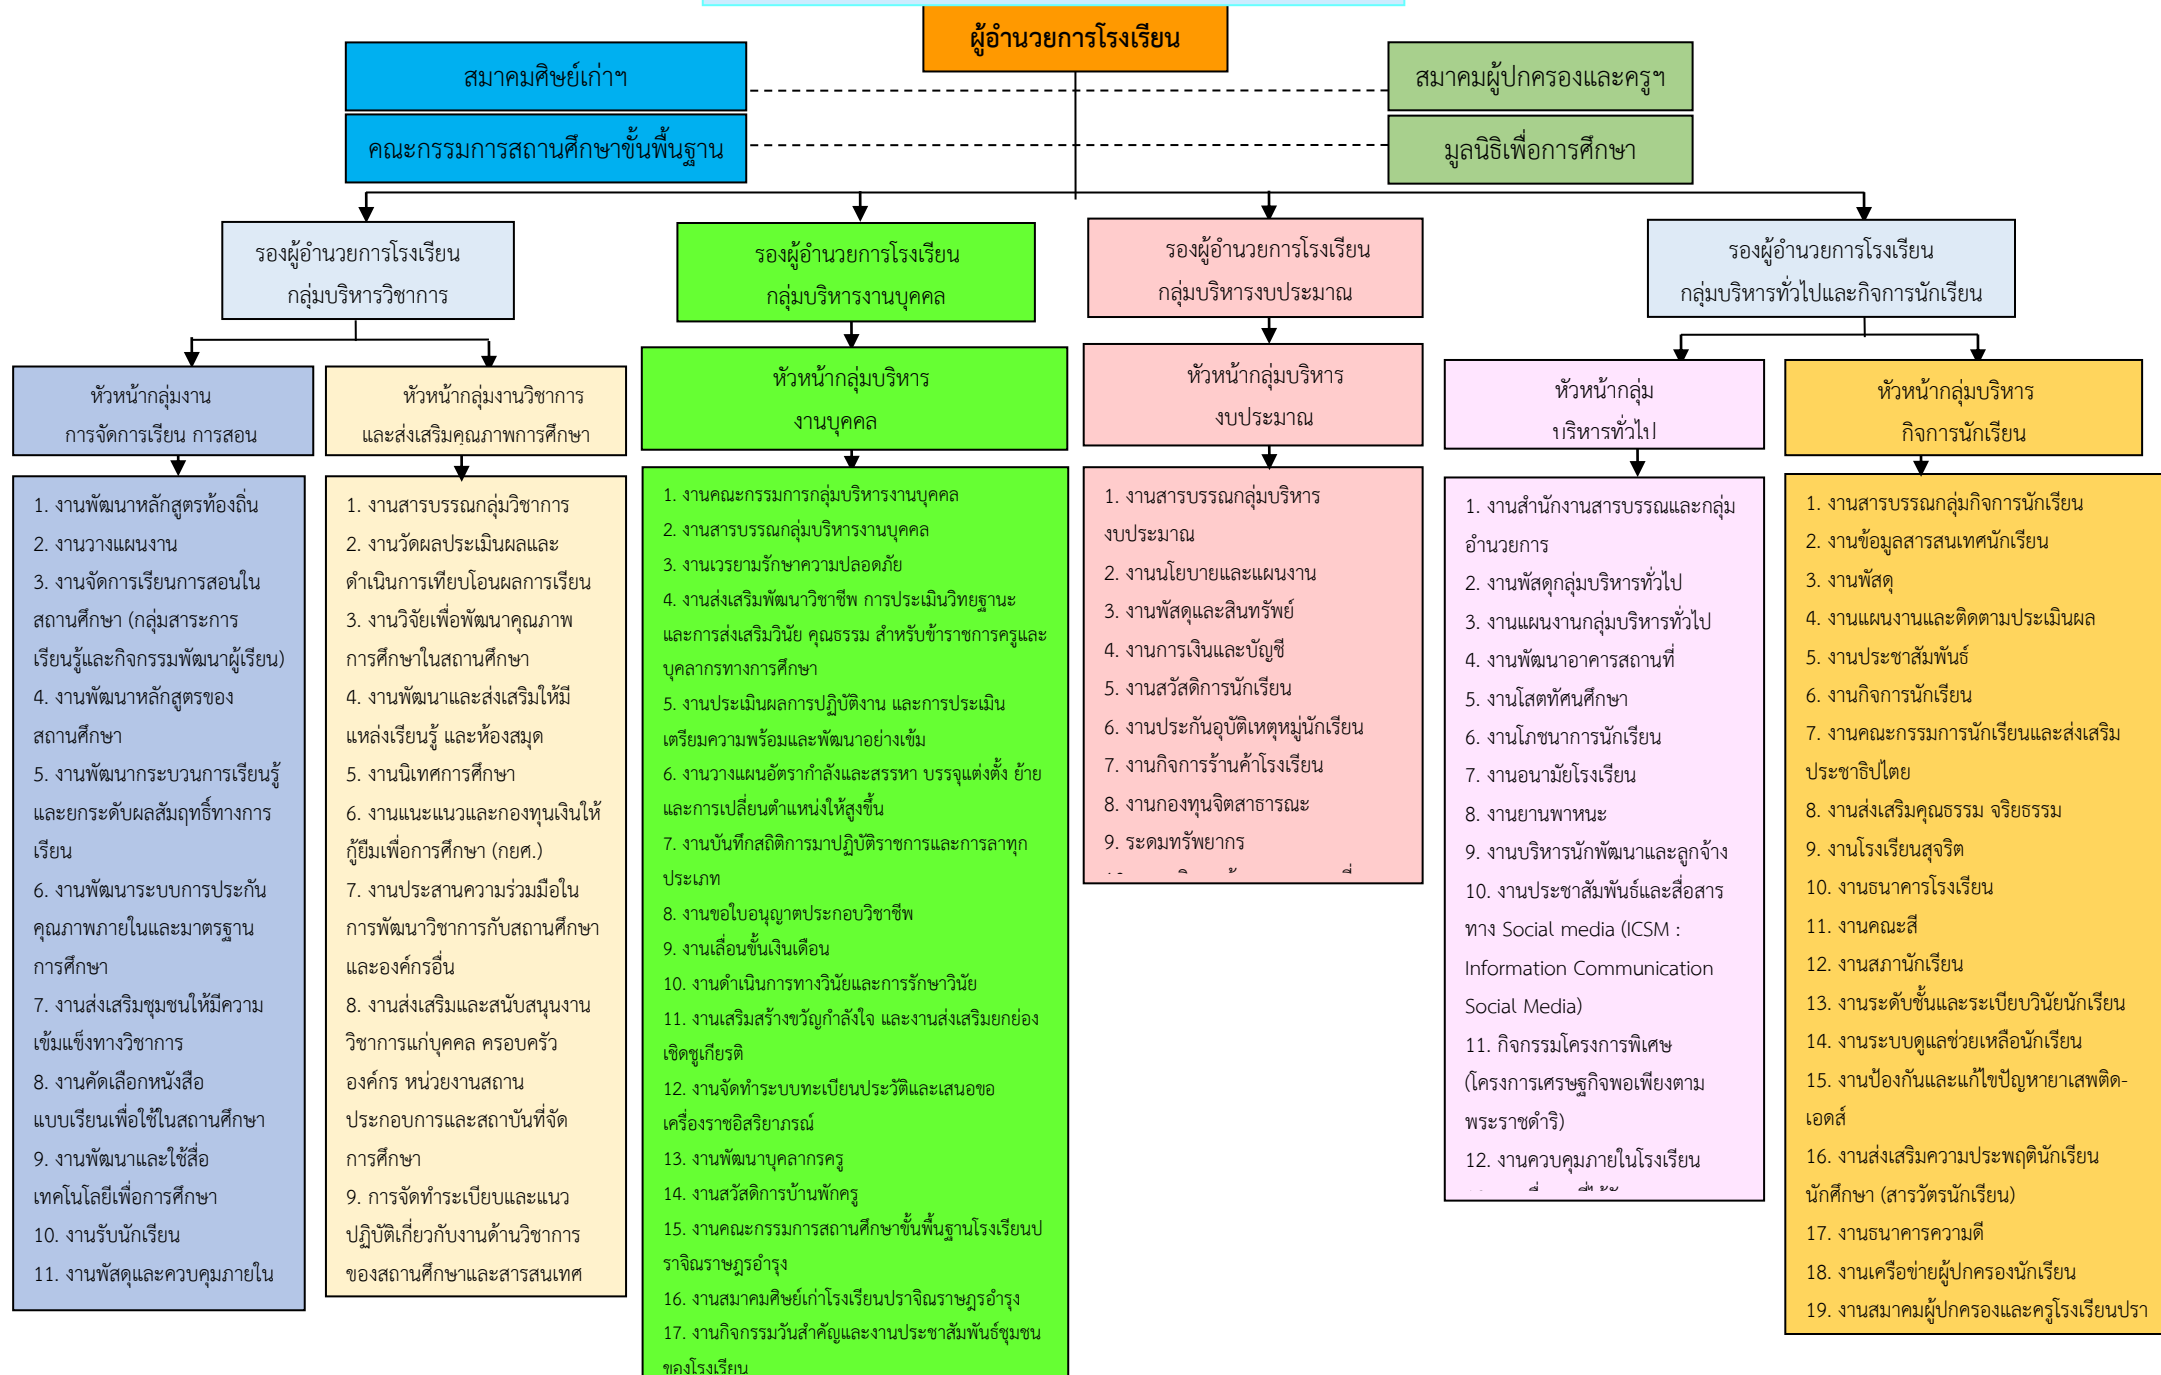 ผู้อำนวยการโรงเรียน
สมาคมศิษย์เก่าฯ
สมาคมผู้ปกครองและครูฯ
คณะกรรมการสถานศึกษาขั้นพื้นฐาน
มูลนิธิเพื่อการศึกษา
รองผู้อำนวยการโรงเรียน
กลุ่มบริหารวิชาการ
รองผู้อำนวยการโรงเรียน
กลุ่มบริหารงานบุคคล
รองผู้อำนวยการโรงเรียน
กลุ่มบริหารงบประมาณ
รองผู้อำนวยการโรงเรียน
กลุ่มบริหารทั่วไปและกิจการนักเรียน
หัวหน้ากลุ่มงาน
การจัดการเรียน การสอน
หัวหน้ากลุ่มงานวิชาการ
และส่งเสริมคุณภาพการศึกษา
หัวหน้ากลุ่มบริหาร
งานบุคคล
หัวหน้ากลุ่มบริหาร
งบประมาณ
หัวหน้ากลุ่ม
บริหารทั่วไป
หัวหน้ากลุ่มบริหาร
กิจการนักเรียน
1. งานพัฒนาหลักสูตรท้องถิ่น
2. งานวางแผนงาน
3. งานจัดการเรียนการสอนใน
สถานศึกษา (กลุ่มสาระการ
เรียนรู้และกิจกรรมพัฒนาผู้เรียน)
4. งานพัฒนาหลักสูตรของ
สถานศึกษา
5. งานพัฒนากระบวนการเรียนรู้
และยกระดับผลสัมฤทธิ์ทางการ
เรียน
6. งานพัฒนาระบบการประกัน
คุณภาพภายในและมาตรฐาน
การศึกษา
7. งานส่งเสริมชุมชนให้มีความ
เข้มแข็งทางวิชาการ
8. งานคัดเลือกหนังสือ
แบบเรียนเพื่อใช้ในสถานศึกษา
9. งานพัฒนาและใช้สื่อ
เทคโนโลยีเพื่อการศึกษา
10. งานรับนักเรียน
11. งานพัสดุและควบคุมภายใน
1. งานสารบรรณกลุ่มวิชาการ
2. งานวัดผลประเมินผลและ
ดำเนินการเทียบโอนผลการเรียน
3. งานวิจัยเพื่อพัฒนาคุณภาพ
การศึกษาในสถานศึกษา
4. งานพัฒนาและส่งเสริมให้มี
แหล่งเรียนรู้ และห้องสมุด
5. งานนิเทศการศึกษา
6. งานแนะแนวและกองทุนเงินให้
กู้ยืมเพื่อการศึกษา (กยศ.)
7. งานประสานความร่วมมือใน
การพัฒนาวิชาการกับสถานศึกษา
และองค์กรอื่น
8. งานส่งเสริมและสนับสนุนงาน
วิชาการแก่บุคคล ครอบครัว
องค์กร หน่วยงานสถาน
ประกอบการและสถาบันที่จัด
การศึกษา
9. การจัดทำระเบียบและแนว
ปฏิบัติเกี่ยวกับงานด้านวิชาการ
ของสถานศึกษาและสารสนเทศ
1. งานคณะกรรมการกลุ่มบริหารงานบุคคล
2. งานสารบรรณกลุ่มบริหารงานบุคคล
3. งานเวรยามรักษาความปลอดภัย
4. งานส่งเสริมพัฒนาวิชาชีพ การประเมินวิทยฐานะ
และการส่งเสริมวินัย คุณธรรม สำหรับข้าราชการครูและ
บุคลากรทางการศึกษา
5. งานประเมินผลการปฏิบัติงาน และการประเมิน
เตรียมความพร้อมและพัฒนาอย่างเข้ม
6. งานวางแผนอัตรากำลังและสรรหา บรรจุแต่งตั้ง ย้าย
และการเปลี่ยนตำแหน่งให้สูงขึ้น
7. งานบันทึกสถิติการมาปฏิบัติราชการและการลาทุก
ประเภท
8. งานขอใบอนุญาตประกอบวิชาชีพ
9. งานเลื่อนขั้นเงินเดือน
10. งานดำเนินการทางวินัยและการรักษาวินัย
11. งานเสริมสร้างขวัญกำลังใจ และงานส่งเสริมยกย่อง
เชิดชูเกียรติ
12. งานจัดทำระบบทะเบียนประวัติและเสนอขอ
เครื่องราชอิสริยาภรณ์
13. งานพัฒนาบุคลากรครู
14. งานสวัสดิการบ้านพักครู
15. งานคณะกรรมการสถานศึกษาขั้นพื้นฐานโรงเรียนป
ราจิณราษฎรอำรุง
16. งานสมาคมศิษย์เก่าโรงเรียนปราจิณราษฎรอำรุง
17. งานกิจกรรมวันสำคัญและงานประชาสัมพันธ์ชุมชน
ของโรงเรียน
1. งานสารบรรณกลุ่มบริหาร
งบประมาณ
2. งานนโยบายและแผนงาน
3. งานพัสดุและสินทรัพย์
4. งานการเงินและบัญชี
5. งานสวัสดิการนักเรียน
6. งานประกันอุบัติเหตุหมู่นักเรียน
7. งานกิจการร้านค้าโรงเรียน
8. งานกองทุนจิตสาธารณะ
9. ระดมทรัพยากร
1. งานสำนักงานสารบรรณและกลุ่ม
อำนวยการ
2. งานพัสดุกลุ่มบริหารทั่วไป
3. งานแผนงานกลุ่มบริหารทั่วไป
4. งานพัฒนาอาคารสถานที่
5. งานโสตทัศนศึกษา
6. งานโภชนาการนักเรียน
7. งานอนามัยโรงเรียน
8. งานยานพาหนะ
9. งานบริหารนักพัฒนาและลูกจ้าง
10. งานประชาสัมพันธ์และสื่อสาร
ทาง Social media (ICSM :
Information Communication
Social Media)
11. กิจกรรมโครงการพิเศษ
(โครงการเศรษฐกิจพอเพียงตาม
พระราชดำริ)
12. งานควบคุมภายในโรงเรียน
1. งานสารบรรณกลุ่มกิจการนักเรียน
2. งานข้อมูลสารสนเทศนักเรียน
3. งานพัสดุ
4. งานแผนงานและติดตามประเมินผล
5. งานประชาสัมพันธ์
6. งานกิจการนักเรียน
7. งานคณะกรรมการนักเรียนและส่งเสริม
ประชาธิปไตย
8. งานส่งเสริมคุณธรรม จริยธรรม
9. งานโรงเรียนสุจริต
10. งานธนาคารโรงเรียน
11. งานคณะสี
12. งานสภานักเรียน
13. งานระดับชั้นและระเบียบวินัยนักเรียน
14. งานระบบดูแลช่วยเหลือนักเรียน
15. งานป้องกันและแก้ไขปัญหายาเสพติด-
เอดส์
16. งานส่งเสริมความประพฤตินักเรียน
นักศึกษา (สารวัตรนักเรียน)
17. งานธนาคารความดี
18. งานเครือข่ายผู้ปกครองนักเรียน
19. งานสมาคมผู้ปกครองและครูโรงเรียนปรา